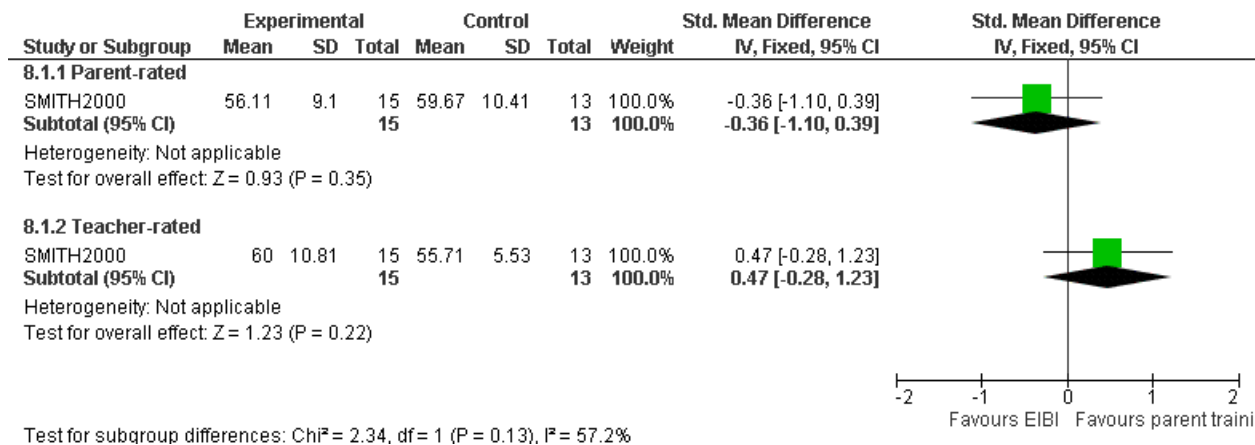 Experimental Control Std. Mean Difference Std. Mean Difference
Study or Subgroup Mean SD Total Mean SD Total Weight IV, Fixed, 95% CI IV, Fixed, 95% CI
8.1.1 Parent-rated
SMITH2000 56.11 9.1 15 59.67 10.41 13 100.0% -0.36 [-1.10, 0.39]
Subtotal (95% CI) 15 13 100.0% -0.36 [-1.10, 0.39]
Heterogeneity: Not applicable
Test for overall effect: Z = 0.93 (P = 0.35)
8.1.2 Teacher-rated
SMITH2000 60 10.81 15 55.71 5.53 13 100.0% 0.47 [-0.28, 1.23]
Subtotal (95% CI) 15 13 100.0% 0.47 [-0.28, 1.23]
Heterogeneity: Not applicable
Test for overall effect: Z = 1.23 (P = 0.22)
-2 -1 0 1 2
Favours EIBI Favours parent traini
Test for subgroup differences: Chi² = 2.34, df = 1 (P = 0.13), I² = 57.2%